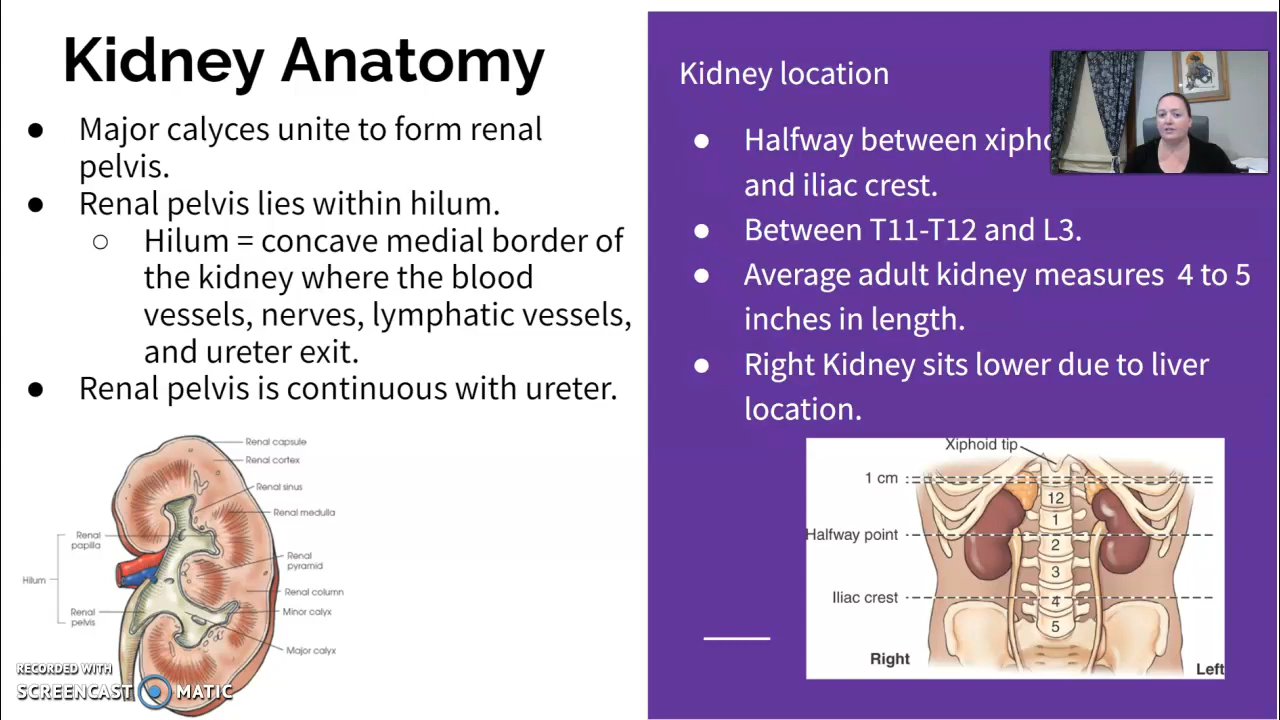 Kidney Anatomy
● Major calyces unite to form renal
pelvis.
● Renal pelvis lies within hilum.
○ Hilum = concave medial border of
the kidney where the blood
vessels, nerves, lymphatic vessels,
and ureter exit.
● Renal pelvis is continuous with ureter.
Renal capsule
Renal cortex
Renal sinus
Renal medulla
Renal
papilla
Renal
pyramid
Hilum
Renal column
Minor calyx
Renal
pelvis
Major calyx
RECORDED WITH
SCREENCAST MATIC
Kidney location
● Halfway between
and iliac crest.
● Between T11-T12 and L3.
● Average adult kidney measures 4 to 5
inches in length.
● Right Kidney sits lower due to liver
location.
Xiphoid tip
1 cm
12
1
Halfway point
2
3
Iliac crest
4
5
Right
Left